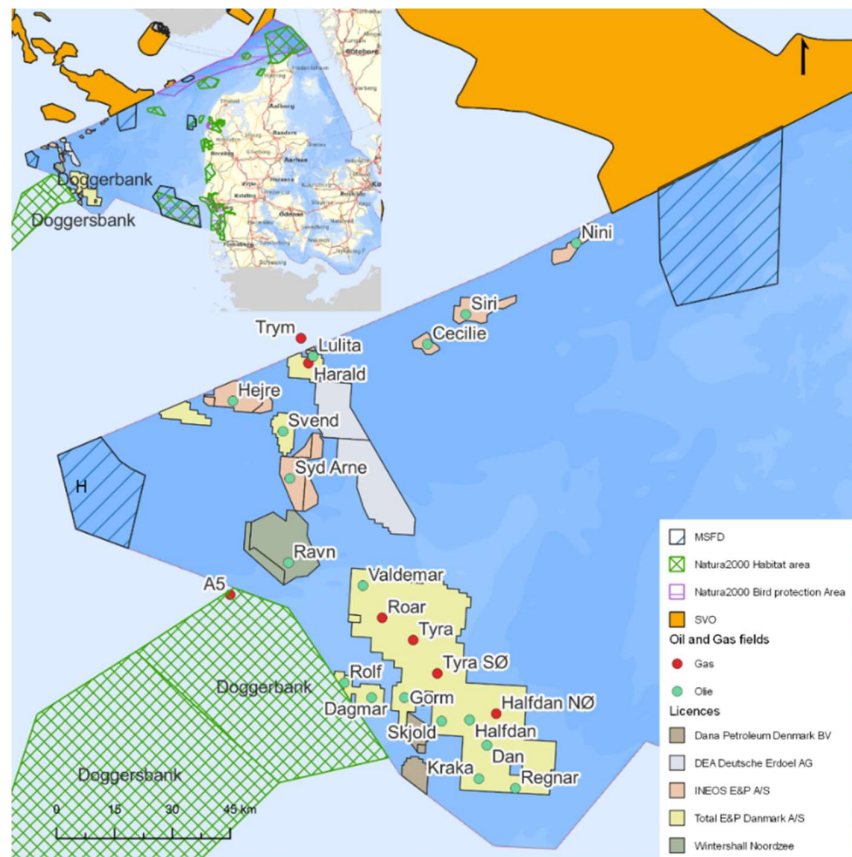 Göteborg
Aalborg
Doggerbank
Doggersbank
Nini
Siri
Trym
Lulita
Cecilie
Harald
Hejre
Svend
H
Syd Arne
MSFD
Ravn
Natura2000 Habitat area
A5
Valdemar
Natura2000 Bird protection Area
SVO
Roar
Oil and Gas fields
Tyra
Gas
Tyra SØ
Olie
Rolf
Doggerbank
Gorm
Halfdan NØ
Licences
Dagmar
Skjold
Halfdan
Dana Petroleum Denmark BV
Dan
DEA Deutsche Erdoel AG
Doggersbank
Kraka
Regnar
INEOS E&P A/S
0 15 30 45 km
Total E&P Danmark A/S
Wintershall Noordzee